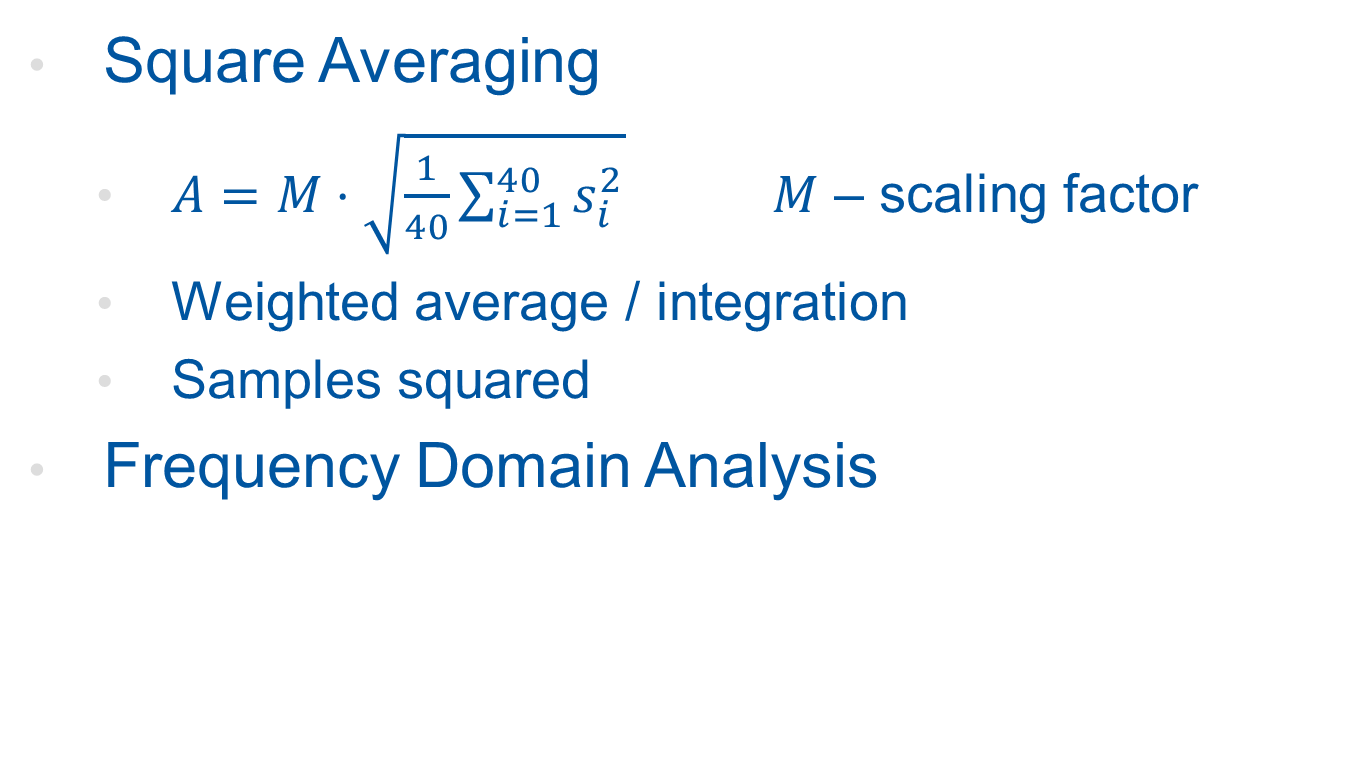 • Square Averaging
• 𝐴 = 𝑀 ⋅ √(1/40 ∑_{𝑖=1}^{40} 𝑠_𝑖^2) 𝑀 – scaling factor
• Weighted average / integration
• Samples squared
• Frequency Domain Analysis